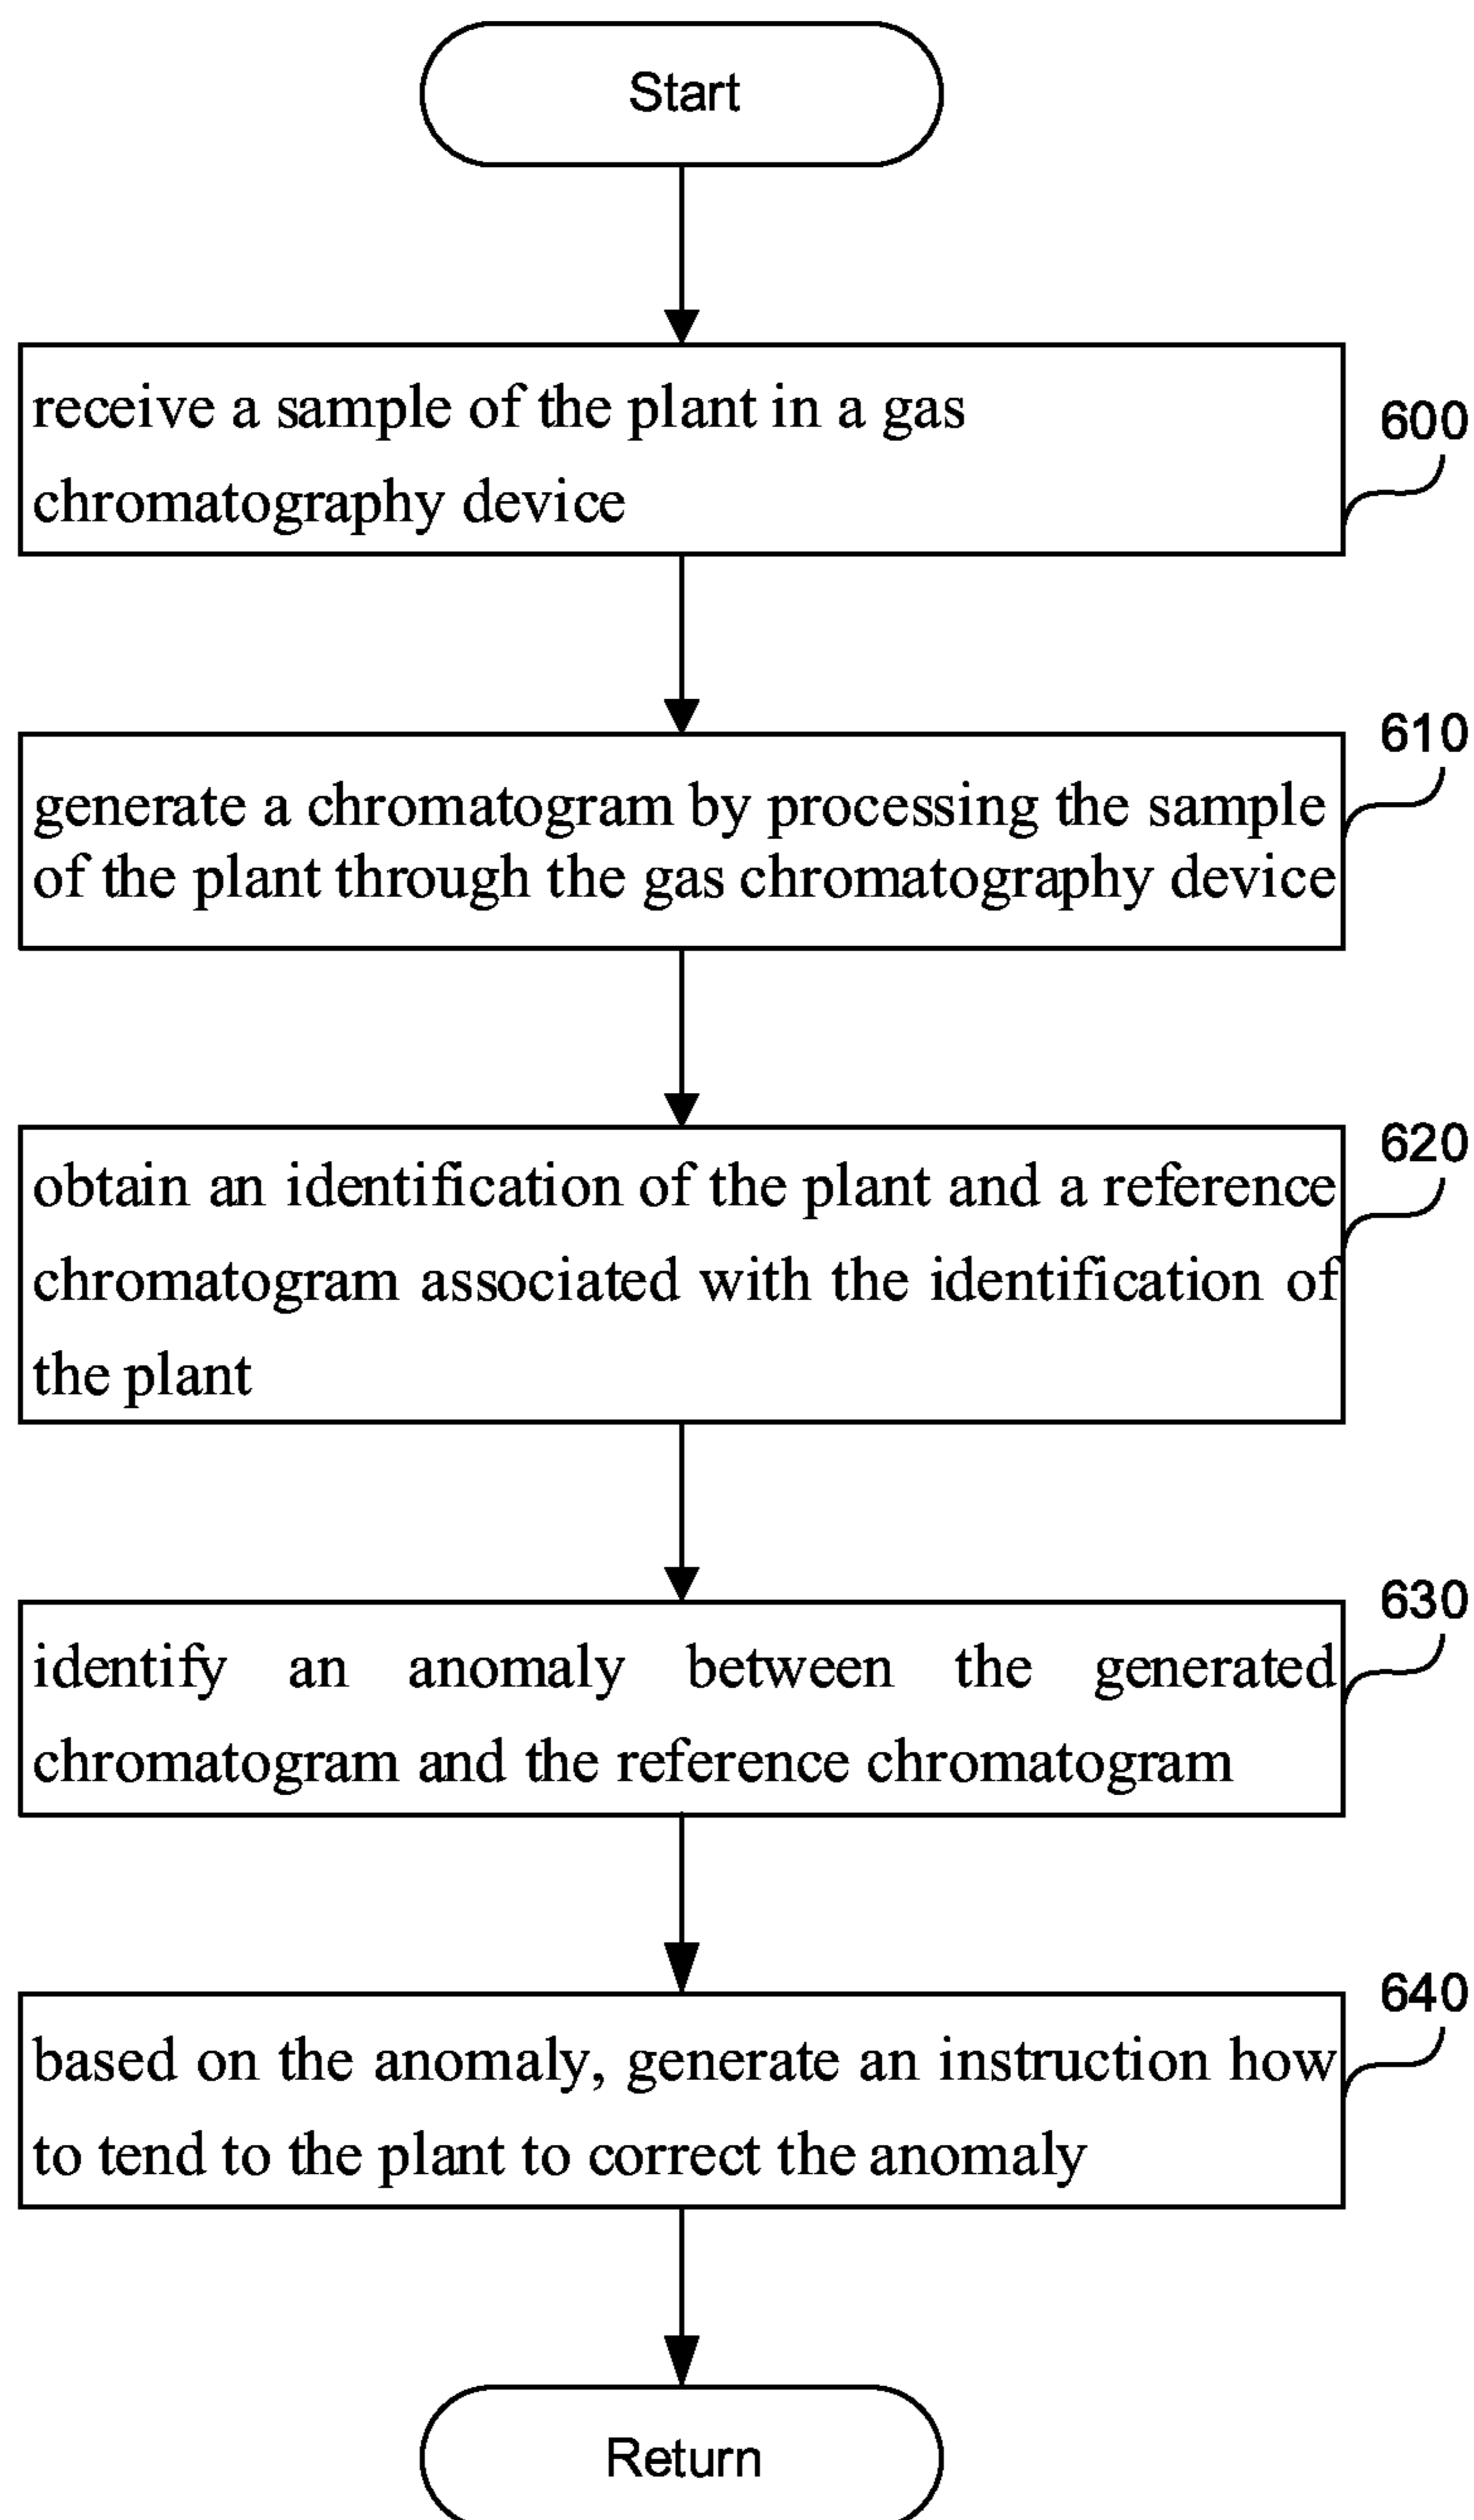 Start
receive a sample of the plant in a gas
chromatography device
600
generate a chromatogram by processing the sample
of the plant through the gas chromatography device
610
obtain an identification of the plant and a reference
chromatogram associated with the identification of
the plant
620
identify an anomaly between the generated
chromatogram and the reference chromatogram
630
based on the anomaly, generate an instruction how
to tend to the plant to correct the anomaly
640
Return